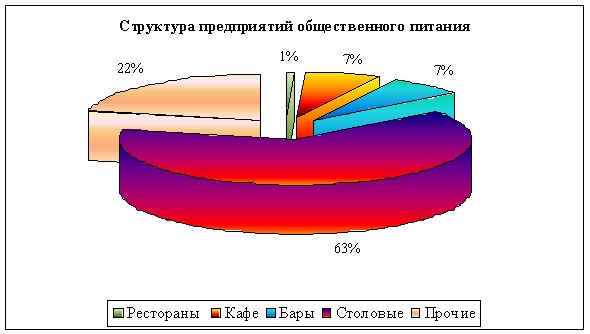 Структура предприятий общественного питания
1%
7%
22%
7%
63%
Рестораны Кафе Бары Столовые Прочие